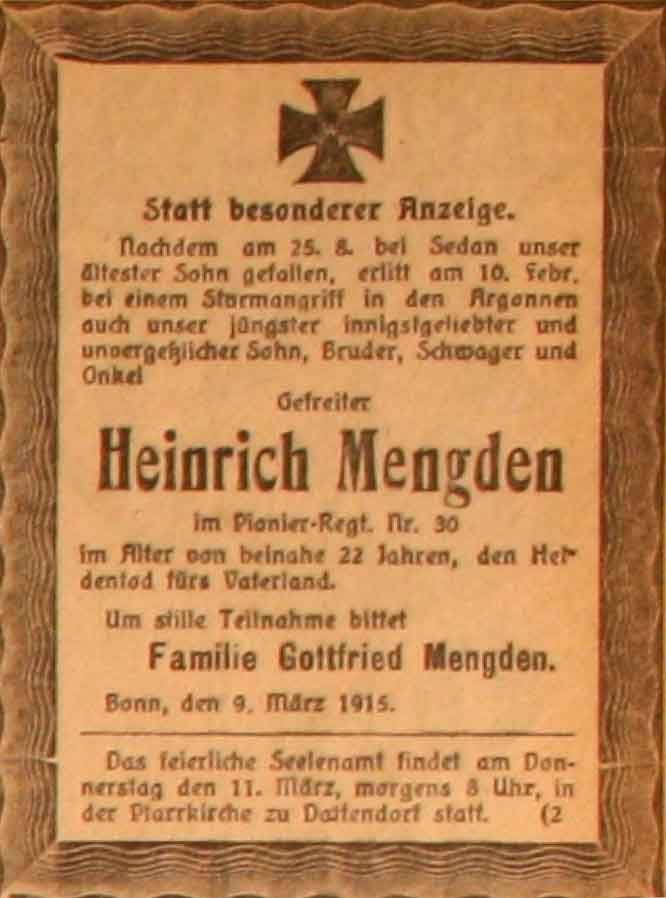 Statt besonderer Anzeige.
Nachdem am 25. 8. bei Sedan unser
ältester Sohn gefallen, erlitt am 10. Febr.
bei einem Sturmangriff in den Argonnen
auch unser jüngster innigstgeliebter und
unvergeßlicher Sohn, Bruder, Schwager und
Onkel
Gefreiter
Heinrich Mengden
im Pionier-Regt. Nr. 30
im Alter von beinahe 22 Jahren, den Hel-
dentod fürs Vaterland.
Um stille Teilnahme bittet
Familie Gottfried Mengden.
Bonn, den 9. März 1915.
Das feierliche Seelenamt findet am Don-
nerstag den 11. März, morgens 8 Uhr, in
der Pfarrkirche zu Dottendorf statt. (2